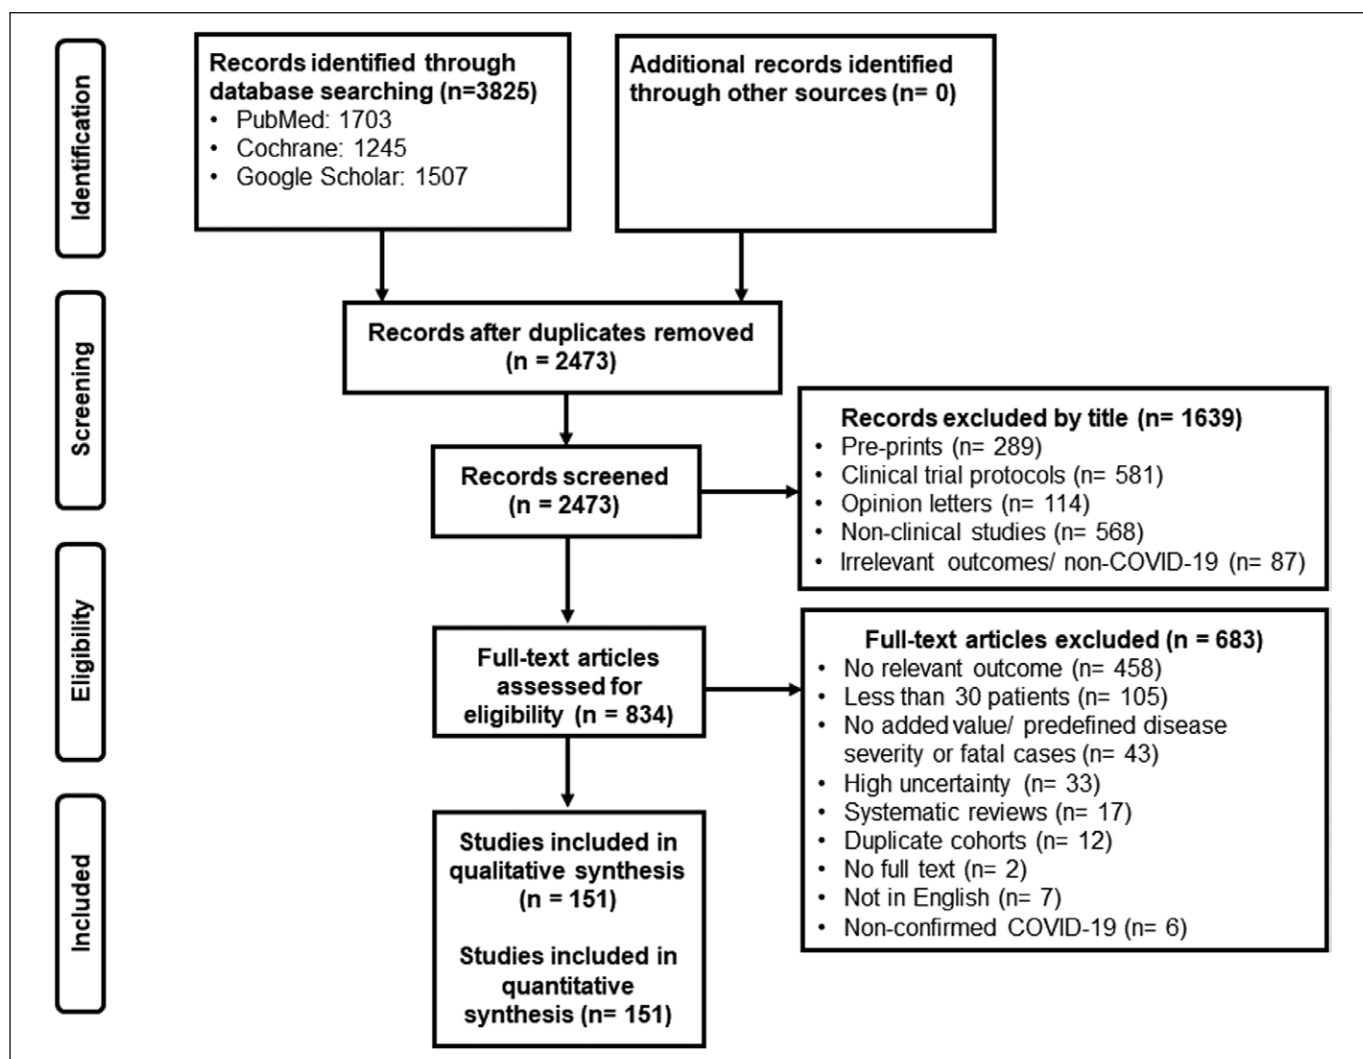 Identification
Records identified through
database searching (n=3825)
• PubMed: 1703
• Cochrane: 1245
• Google Scholar: 1507
Additional records identified
through other sources (n= 0)
Screening
Records after duplicates removed
(n = 2473)
Records screened
(n = 2473)
Records excluded by title (n= 1639)
• Pre-prints (n= 289)
• Clinical trial protocols (n= 581)
• Opinion letters (n= 114)
• Non-clinical studies (n= 568)
• Irrelevant outcomes/ non-COVID-19 (n= 87)
Eligibility
Full-text articles
assessed for
eligibility (n = 834)
Full-text articles excluded (n = 683)
• No relevant outcome (n= 458)
• Less than 30 patients (n= 105)
• No added value/ predefined disease
severity or fatal cases (n= 43)
• High uncertainty (n= 33)
• Systematic reviews (n= 17)
• Duplicate cohorts (n= 12)
• No full text (n= 2)
• Not in English (n= 7)
• Non-confirmed COVID-19 (n= 6)
Included
Studies included in
qualitative synthesis
(n = 151)
Studies included in
quantitative
synthesis (n= 151)